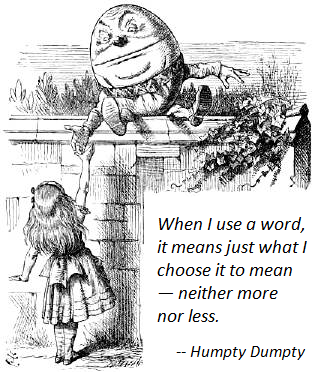 When I use a word,
it means just what I
choose it to mean
— neither more
nor less.
-- Humpty Dumpty